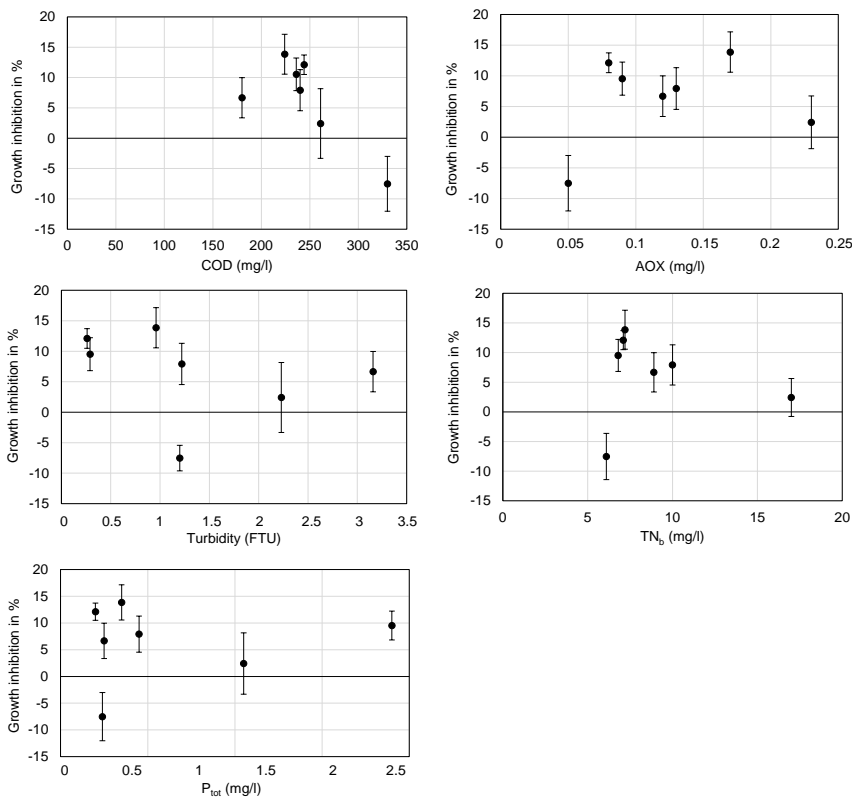 20
15
10
5
0
-5
-10
-15
Growth inhibition in %
0 50 100 150 200 250 300 350
COD (mg/l)
20
15
10
5
0
-5
-10
-15
Growth inhibition in %
0 0.05 0.1 0.15 0.2 0.25
AOX (mg/l)
20
15
10
5
0
-5
-10
-15
Growth inhibition in %
0 0.5 1 1.5 2 2.5 3 3.5
Turbidity (FTU)
20
15
10
5
0
-5
-10
-15
Growth inhibition in %
0 5 10 15 20
TNb (mg/l)
20
15
10
5
0
-5
-10
-15
Growth inhibition in %
0 0.5 1 1.5 2 2.5
Ptot (mg/l)